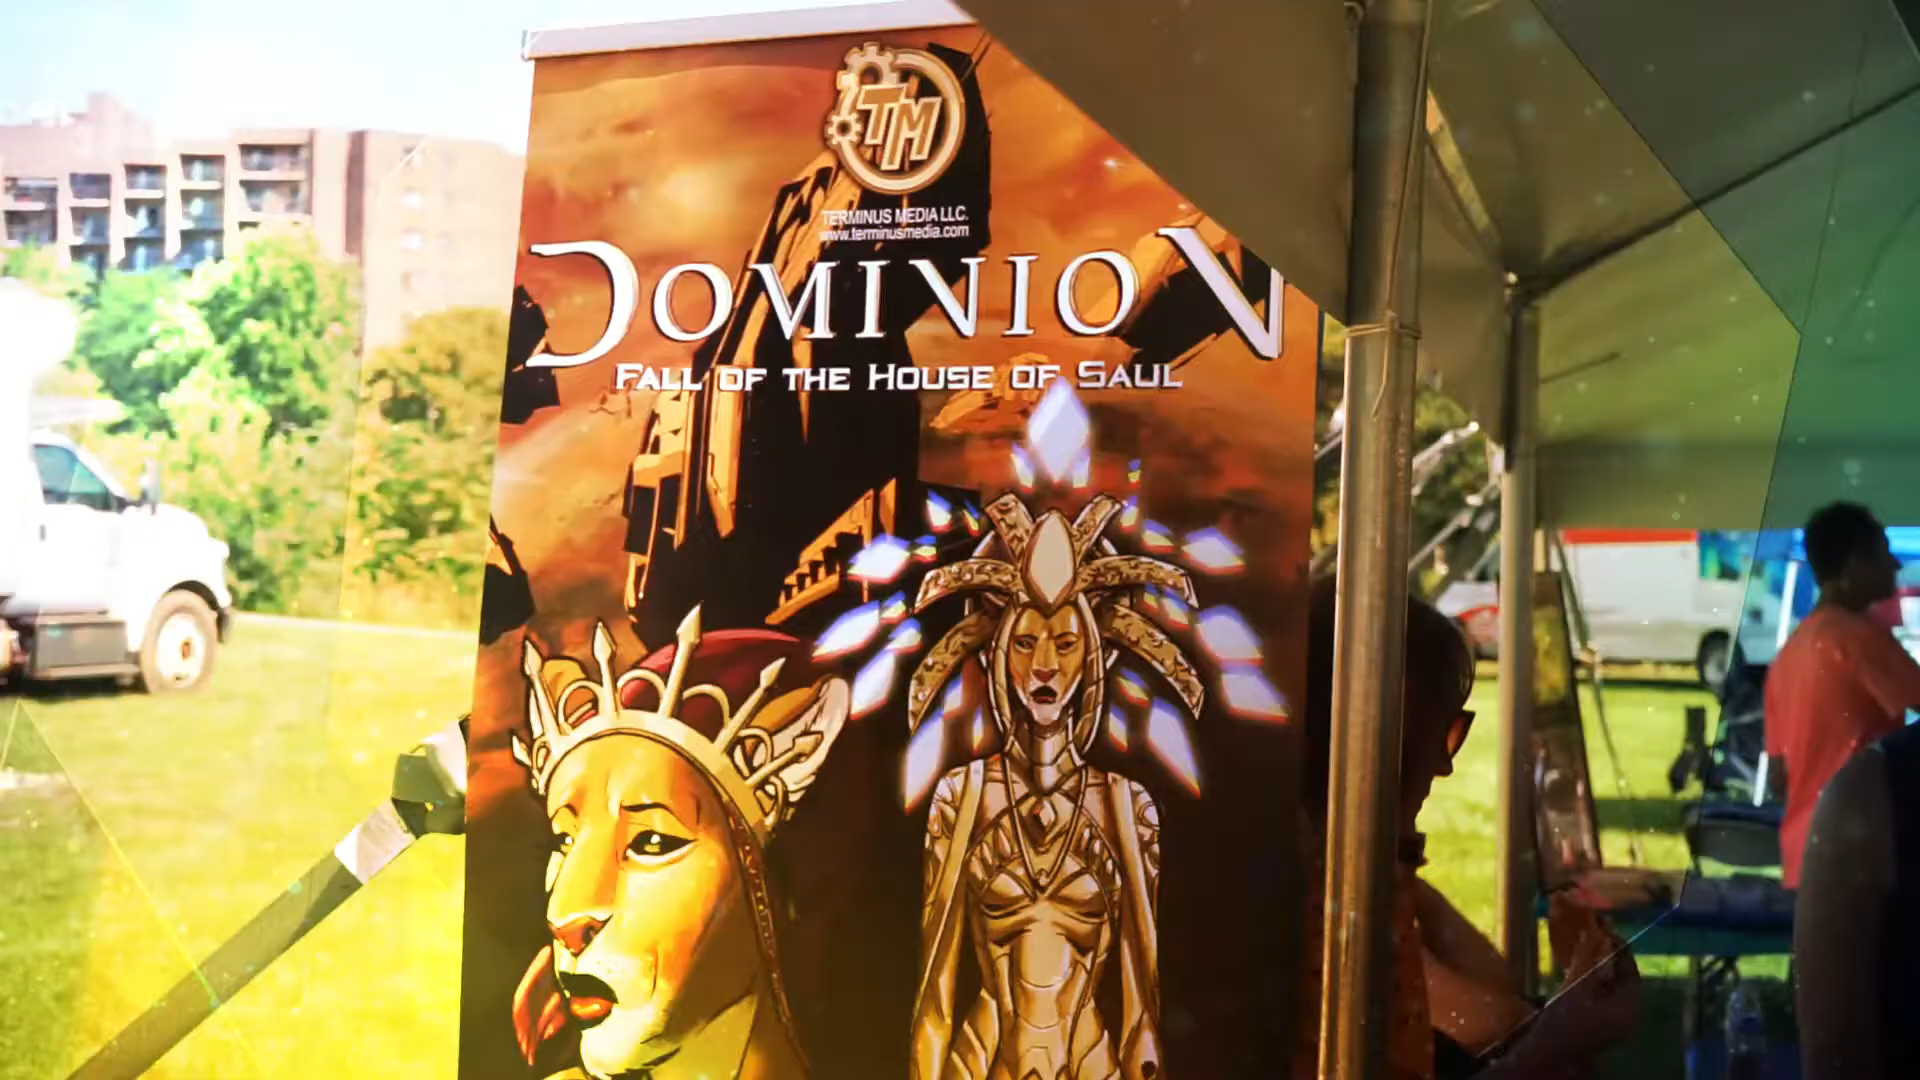 TM
TERMINUS MEDIA LLC.
www.terminusmedia.com
DOMINION
FALL OF THE HOUSE OF SAUL